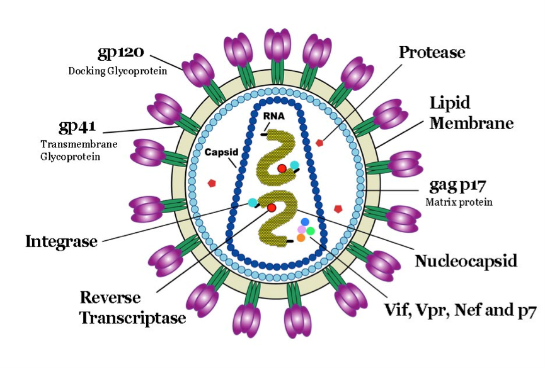 gp120
Docking Glycoprotein
gp41
Transmembrane
Glycoprotein
Integrase
Reverse
Transcriptase
RNA
Capsid
Protease
Lipid
Membrane
gag p17
Matrix protein
Nucleocapsid
Vif, Vpr, Nef and p7